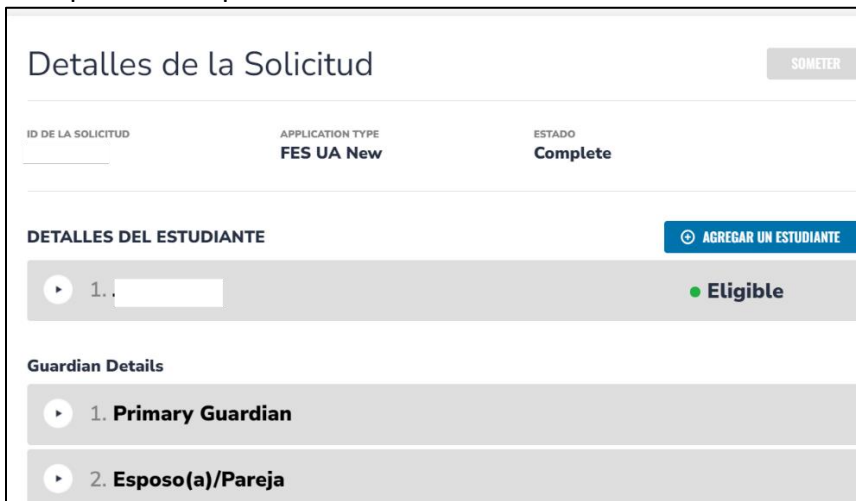 Detalles de la Solicitud
SOMETER
ID DE LA SOLICITUD APPLICATION TYPE ESTADO
FES UA New Complete
DETALLES DEL ESTUDIANTE AGREGAR UN ESTUDIANTE
1. Eligible
Guardian Details
1. Primary Guardian
2. Esposo(a)/Pareja